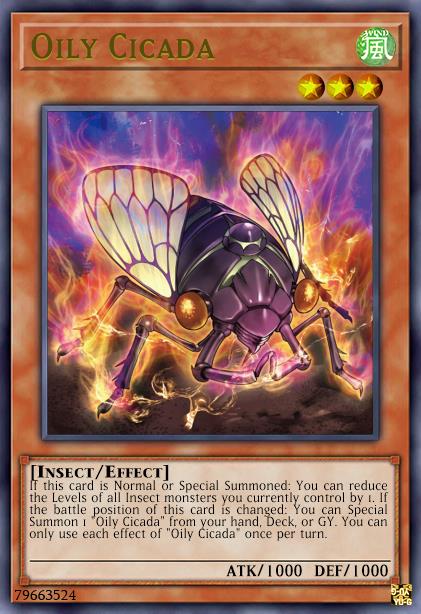 OILY CICADA
WIND
風
[INSECT/EFFECT]
If this card is Normal or Special Summoned: You can reduce
the Levels of all Insect monsters you currently control by 1. If
the battle position of this card is changed: You can Special
Summon 1 "Oily Cicada" from your hand, Deck, or GY. You can
only use each effect of "Oily Cicada" once per turn.
ATK/1000 DEF/1000
79663524